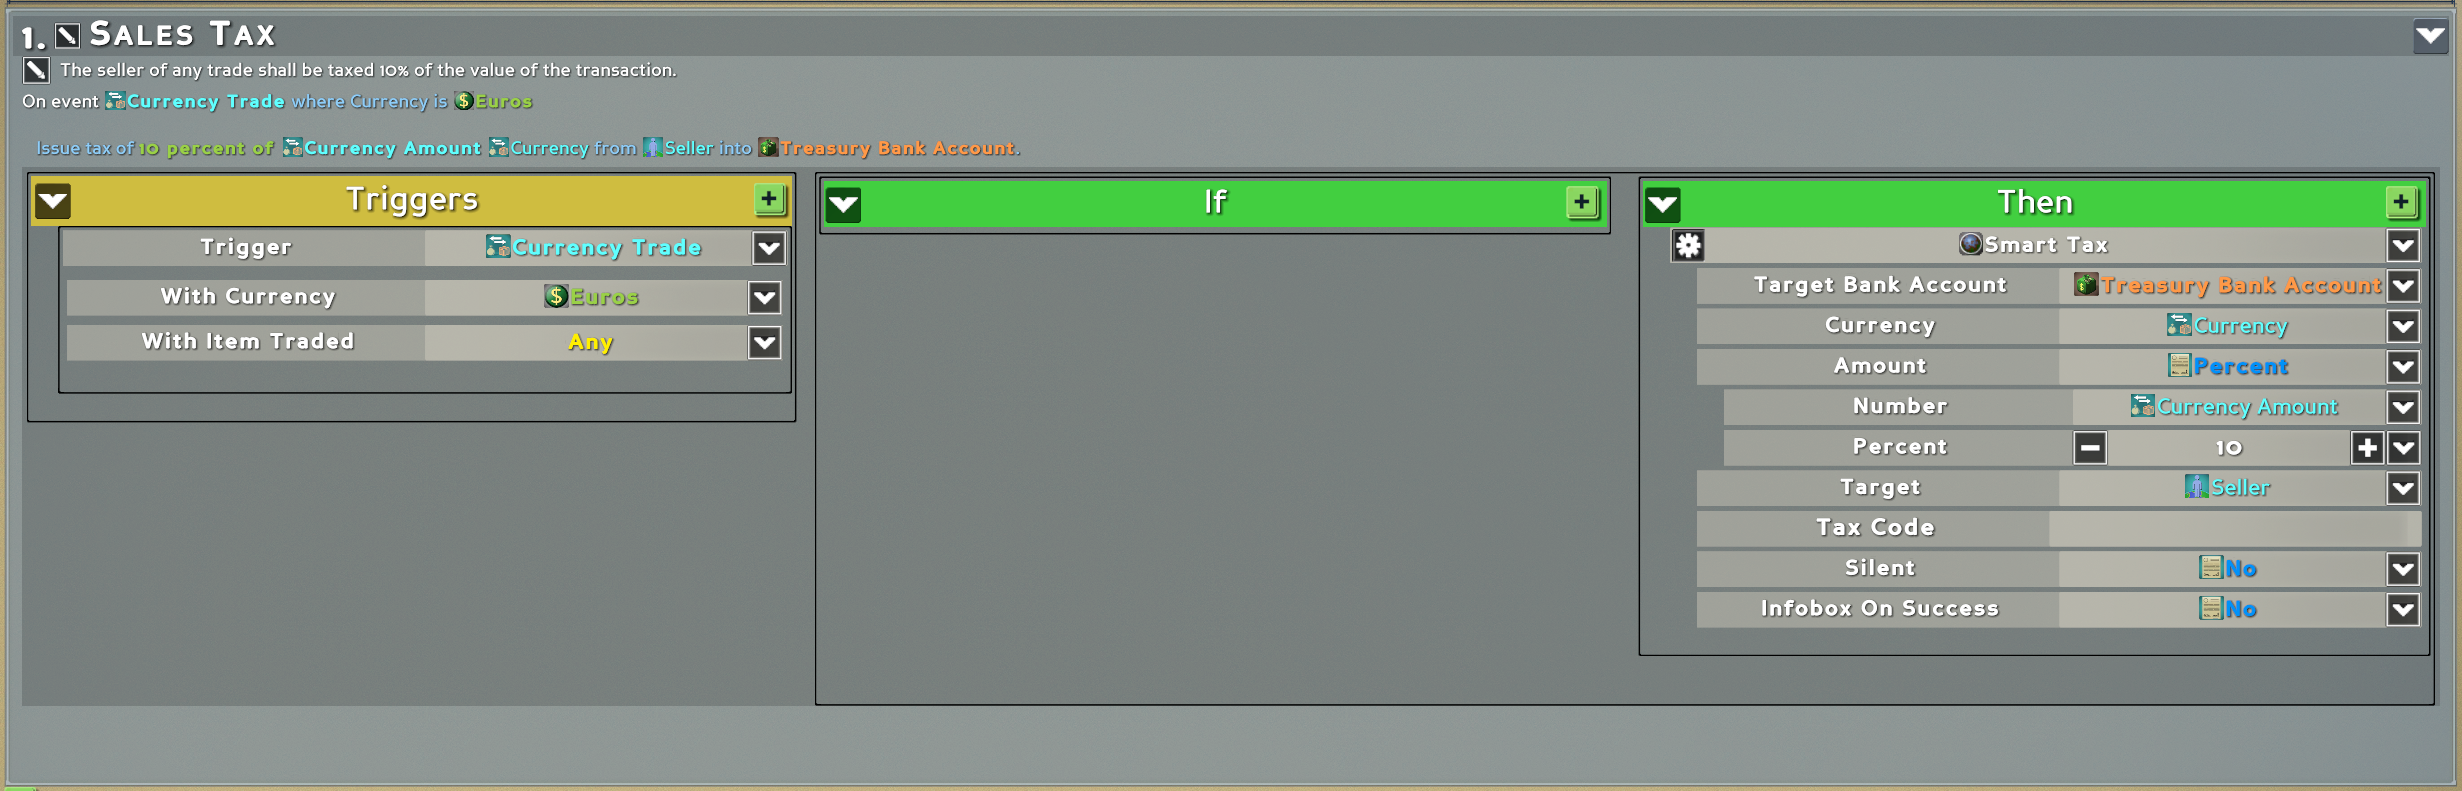 1. SALES TAX
The seller of any trade shall be taxed 10% of the value of the transaction.
On event Currency Trade where Currency is Euros
Issue tax of 10 percent of Currency Amount Currency from Seller into Treasury Bank Account.
Triggers
Trigger Currency Trade
With Currency Euros
With Item Traded Any
If
Then
Smart Tax
Target Bank Account Treasury Bank Account
Currency Currency
Amount Percent
Number Currency Amount
Percent 10
Target Seller
Tax Code
Silent No
Infobox On Success No